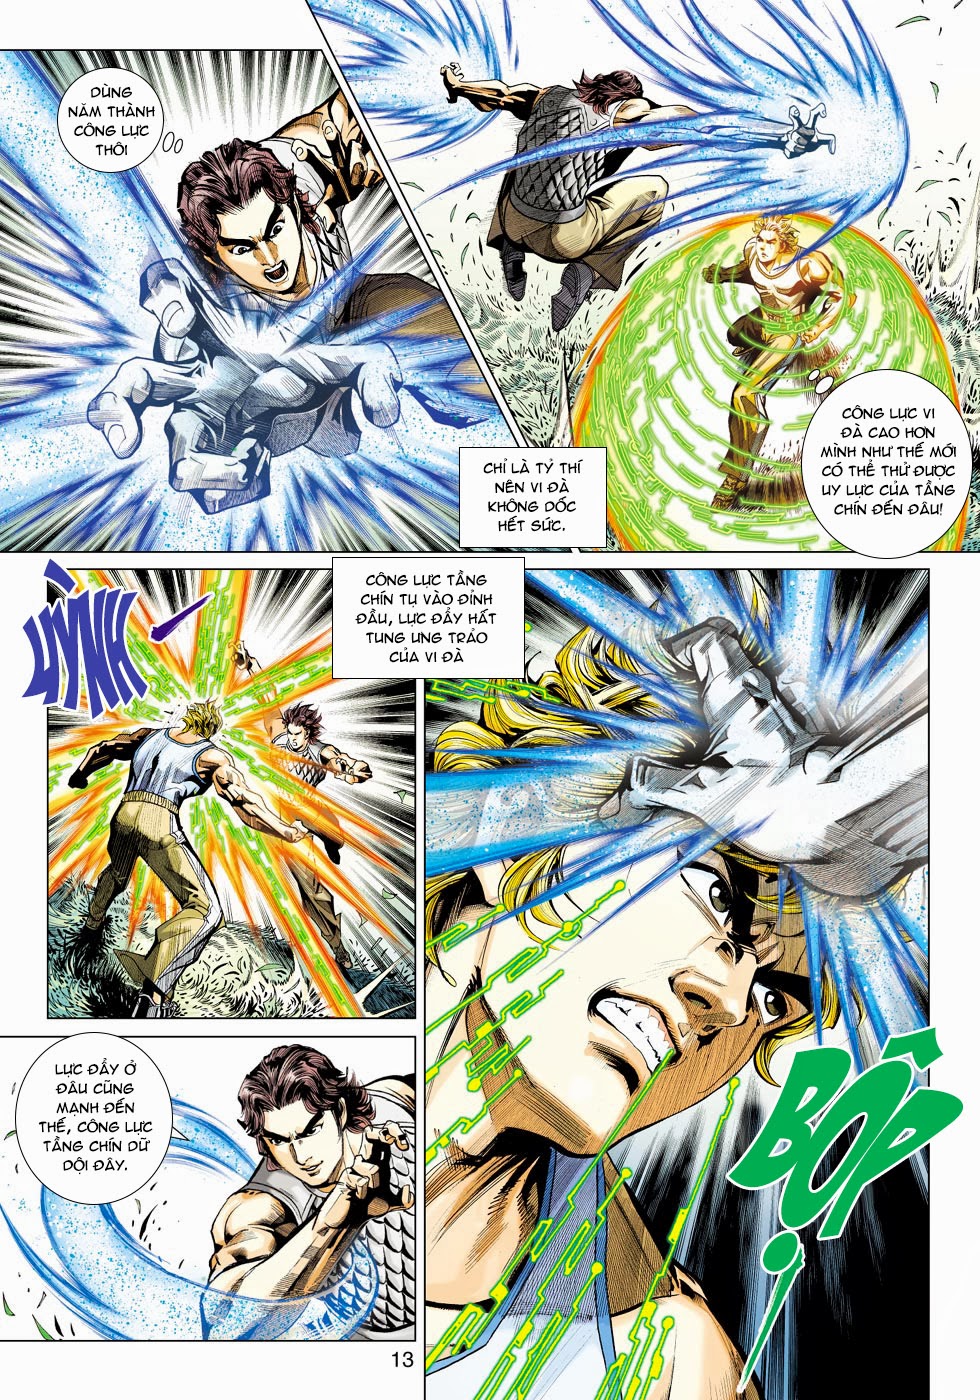 DÙNG
NĂM THÀNH
CÔNG LỰC
THÔI
CÔNG LỰC VI
ĐÀ CAO HƠN
MÌNH NHƯ THẾ MỚI
CÓ THỂ THỬ ĐƯỢC
UY LỰC CỦA TẦNG
CHÍN ĐẾN ĐÂU!
CHỈ LÀ TỶ THÍ
NÊN VI ĐÀ
KHÔNG DỐC
HẾT SỨC.
UỲNH
CÔNG LỰC TẦNG
CHÍN TỤ VÀO ĐỈNH
ĐẦU, LỰC ĐẨY HẤT
TUNG ƯNG TRẢO
CỦA VI ĐÀ
BỐP!
LỰC ĐẨY Ở
ĐÂU CŨNG
MẠNH ĐẾN
THẾ, CÔNG LỰC
TẦNG CHÍN DỮ
DỘI ĐẤY.
13